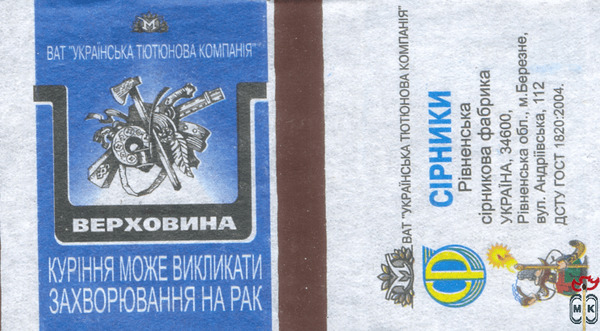 ВАТ "УКРАЇНСЬКА ТЮТЮНОВА КОМПАНІЯ"
ВЕРХОВИНА
КУРІННЯ МОЖЕ ВИКЛИКАТИ
ЗАХВОРЮВАННЯ НА РАК
ВАТ "УКРАЇНСЬКА ТЮТЮНОВА КОМПАНІЯ"
СІРНИКИ
Рівненська
сірникова фабрика
УКРАЇНА, 34600,
Рівненська обл., м.Березне,
вул. Андріївська, 112
ДСТУ ГОСТ 1820:2004.
М К